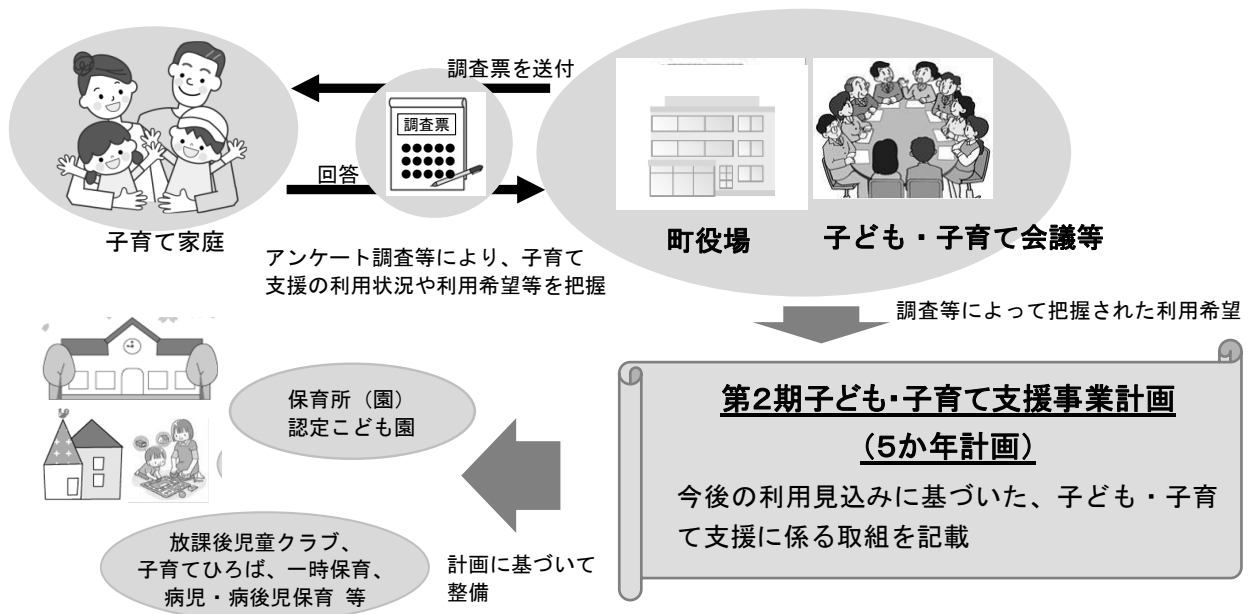 調査票を送付
調査票
回答
子育て家庭
町役場
子ども・子育て会議等
アンケート調査等により、子育て
支援の利用状況や利用希望等を把握
調査等によって把握された利用希望
第2期子ども・子育て支援事業計画
（5か年計画）
今後の利用見込みに基づいた、子ども・子育
て支援に係る取組を記載
計画に基づいて
整備
保育所（園）
認定こども園
放課後児童クラブ、
子育てひろば、一時保育、
病児・病後児保育 等